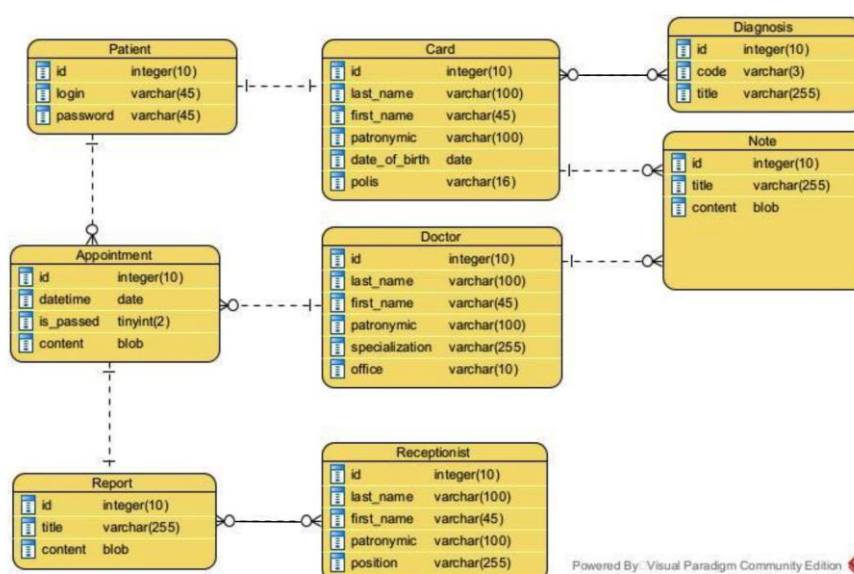 Patient
id integer(10)
login varchar(45)
password varchar(45)
Card
id integer(10)
last_name varchar(100)
first_name varchar(45)
patronymic varchar(100)
date_of_birth date
polis varchar(16)
Diagnosis
id integer(10)
code varchar(3)
title varchar(255)
Note
id integer(10)
title varchar(255)
content blob
Appointment
id integer(10)
datetime date
is_passed tinyint(2)
content blob
Doctor
id integer(10)
last_name varchar(100)
first_name varchar(45)
patronymic varchar(100)
specialization varchar(255)
office varchar(10)
Report
id integer(10)
title varchar(255)
content blob
Receptionist
id integer(10)
last_name varchar(100)
first_name varchar(45)
patronymic varchar(100)
position varchar(255)
Powered By Visual Paradigm Community Edition